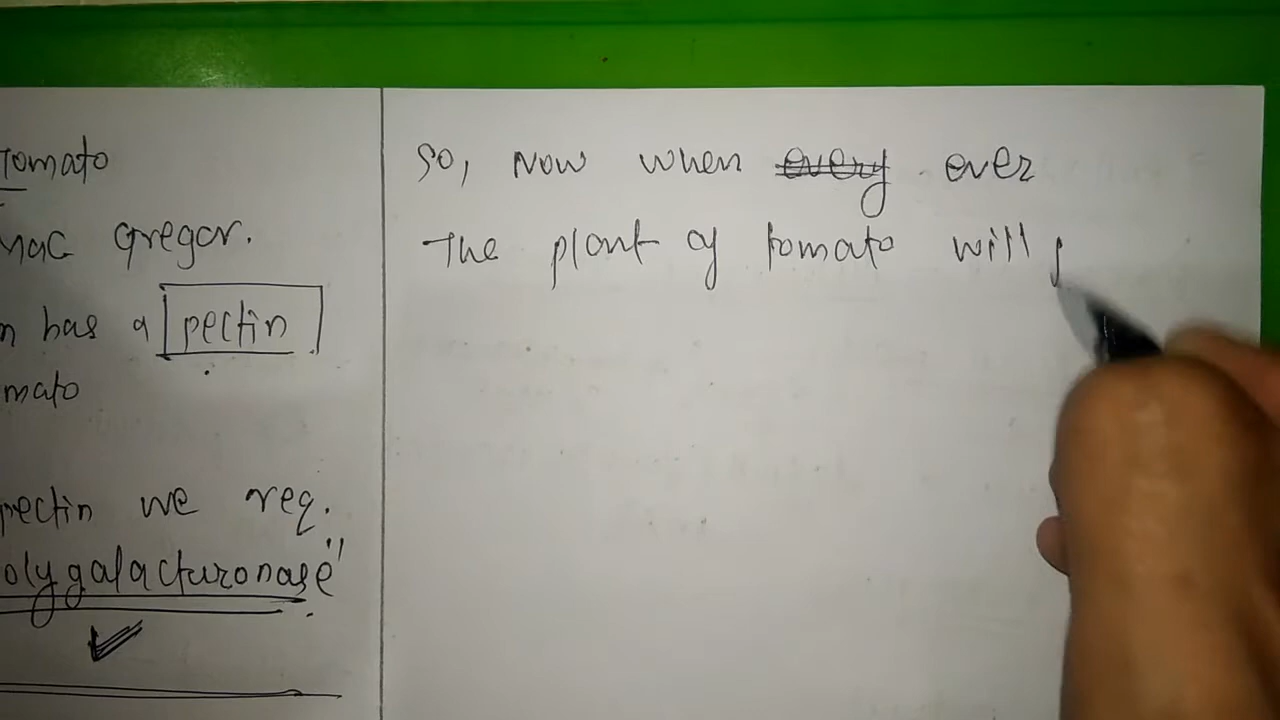 Tomato
mac gregor.
n has a pectin
mato
pectin we req.
olygalacturonase"
So, Now when every ever
The plant of tomato will